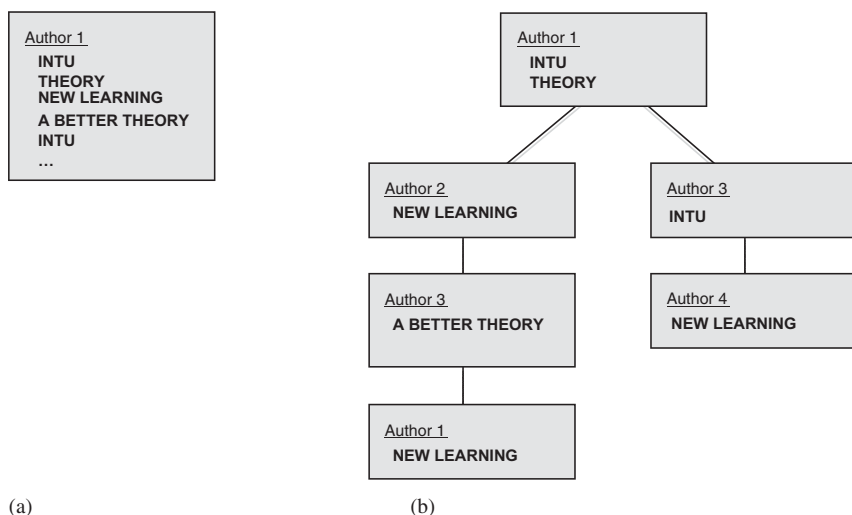 Author 1
INTU
THEORY
NEW LEARNING
A BETTER THEORY
INTU
...
Author 1
INTU
THEORY
Author 2
NEW LEARNING
Author 3
INTU
Author 3
A BETTER THEORY
Author 4
NEW LEARNING
Author 1
NEW LEARNING
(a)
(b)